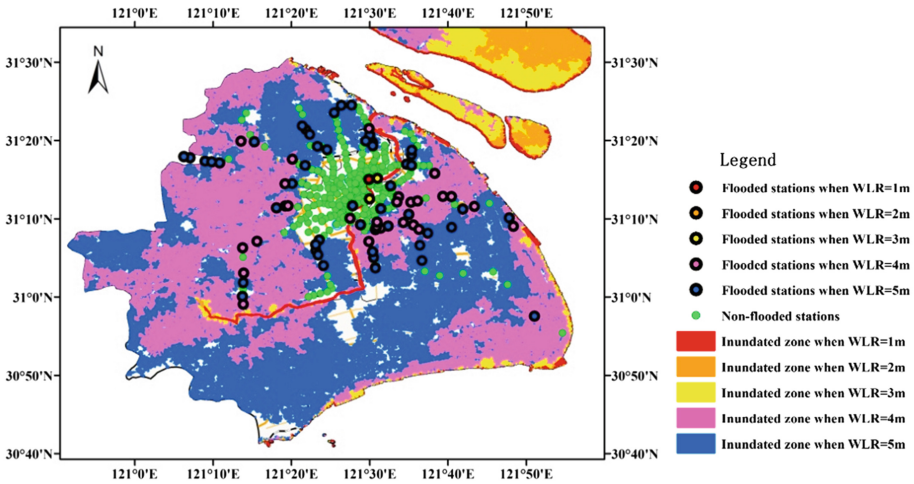 121°0'E 121°10'E 121°20'E 121°30'E 121°40'E 121°50'E
31°30'N 31°30'N
31°20'N 31°20'N
31°10'N 31°10'N
31°0'N 31°0'N
30°50'N 30°50'N
30°40'N 30°40'N
121°0'E 121°10'E 121°20'E 121°30'E 121°40'E 121°50'E
N
Legend
Flooded stations when WLR=1m
Flooded stations when WLR=2m
Flooded stations when WLR=3m
Flooded stations when WLR=4m
Flooded stations when WLR=5m
Non-flooded stations
Inundated zone when WLR=1m
Inundated zone when WLR=2m
Inundated zone when WLR=3m
Inundated zone when WLR=4m
Inundated zone when WLR=5m